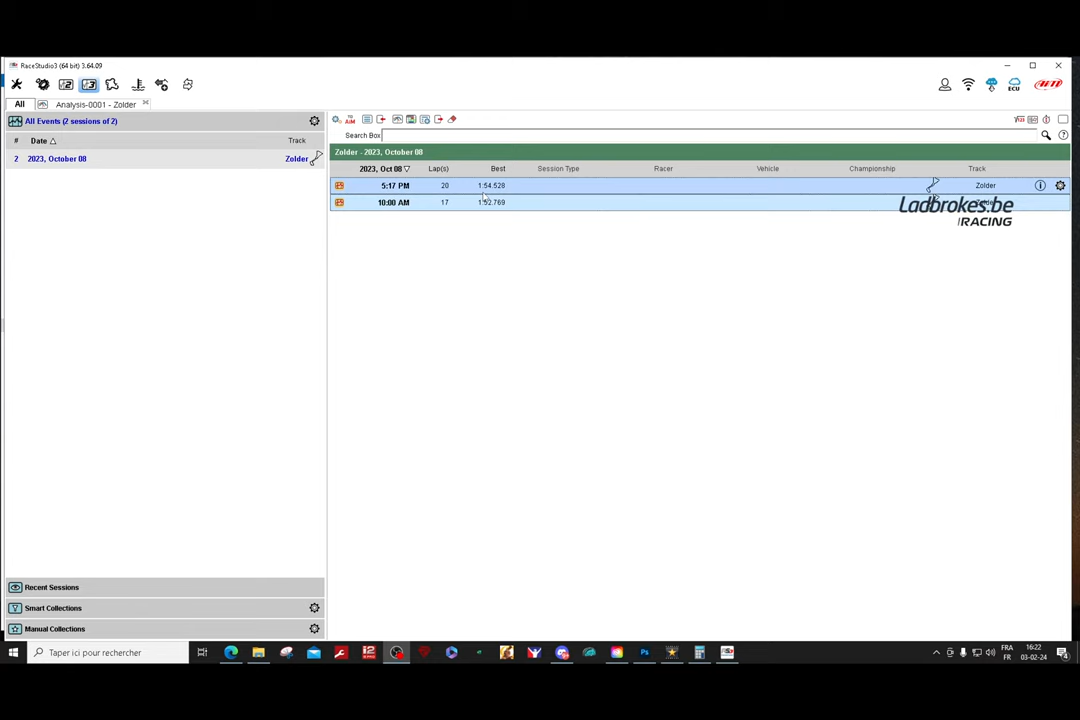 RaceStudio3 (64 bit) 3.64.09
All Analysis-0001 - Zolder
All Events (2 sessions of 2)
# Date Track
2 2023, October 08 Zolder
Search Box
Zolder - 2023, October 08
2023, Oct 08 Lap(s) Best Session Type Racer Vehicle Championship Track
5:17 PM 20 1:54.528 Zolder
10:00 AM 17 1:52.769
Ladbrokes.be
RACING
Recent Sessions
Smart Collections
Manual Collections
Taper ici pour rechercher
FRA 16:22
FR 03-02-24